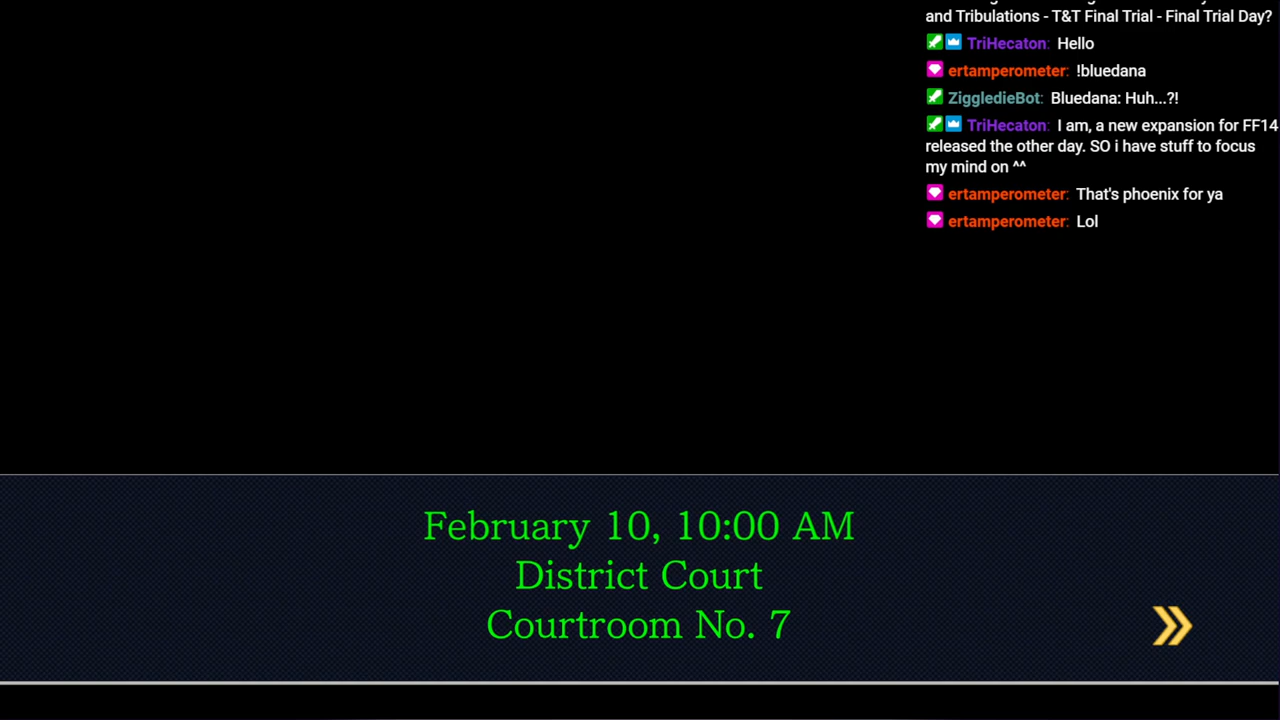 and Tribulations - T&T Final Trial - Final Trial Day?
TriHecaton: Hello
ertamperometer: !bluedana
ZiggledieBot: Bluedana: Huh...?!
TriHecaton: I am, a new expansion for FF14
released the other day. SO i have stuff to focus
my mind on ^^
ertamperometer: That's phoenix for ya
ertamperometer: Lol
February 10, 10:00 AM
District Court
Courtroom No. 7